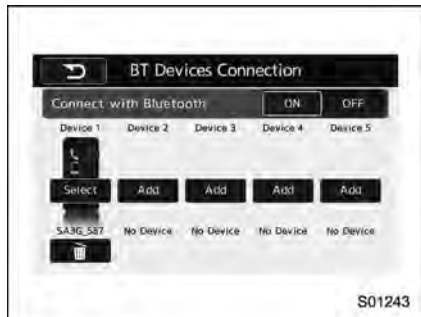 BT Devices Connection
Connect with Bluetooth ON OFF
Device 1 Device 2 Device 3 Device 4 Device 5
Select Add Add Add Add
SA3G_587 No Device No Device No Device No Device
S01243